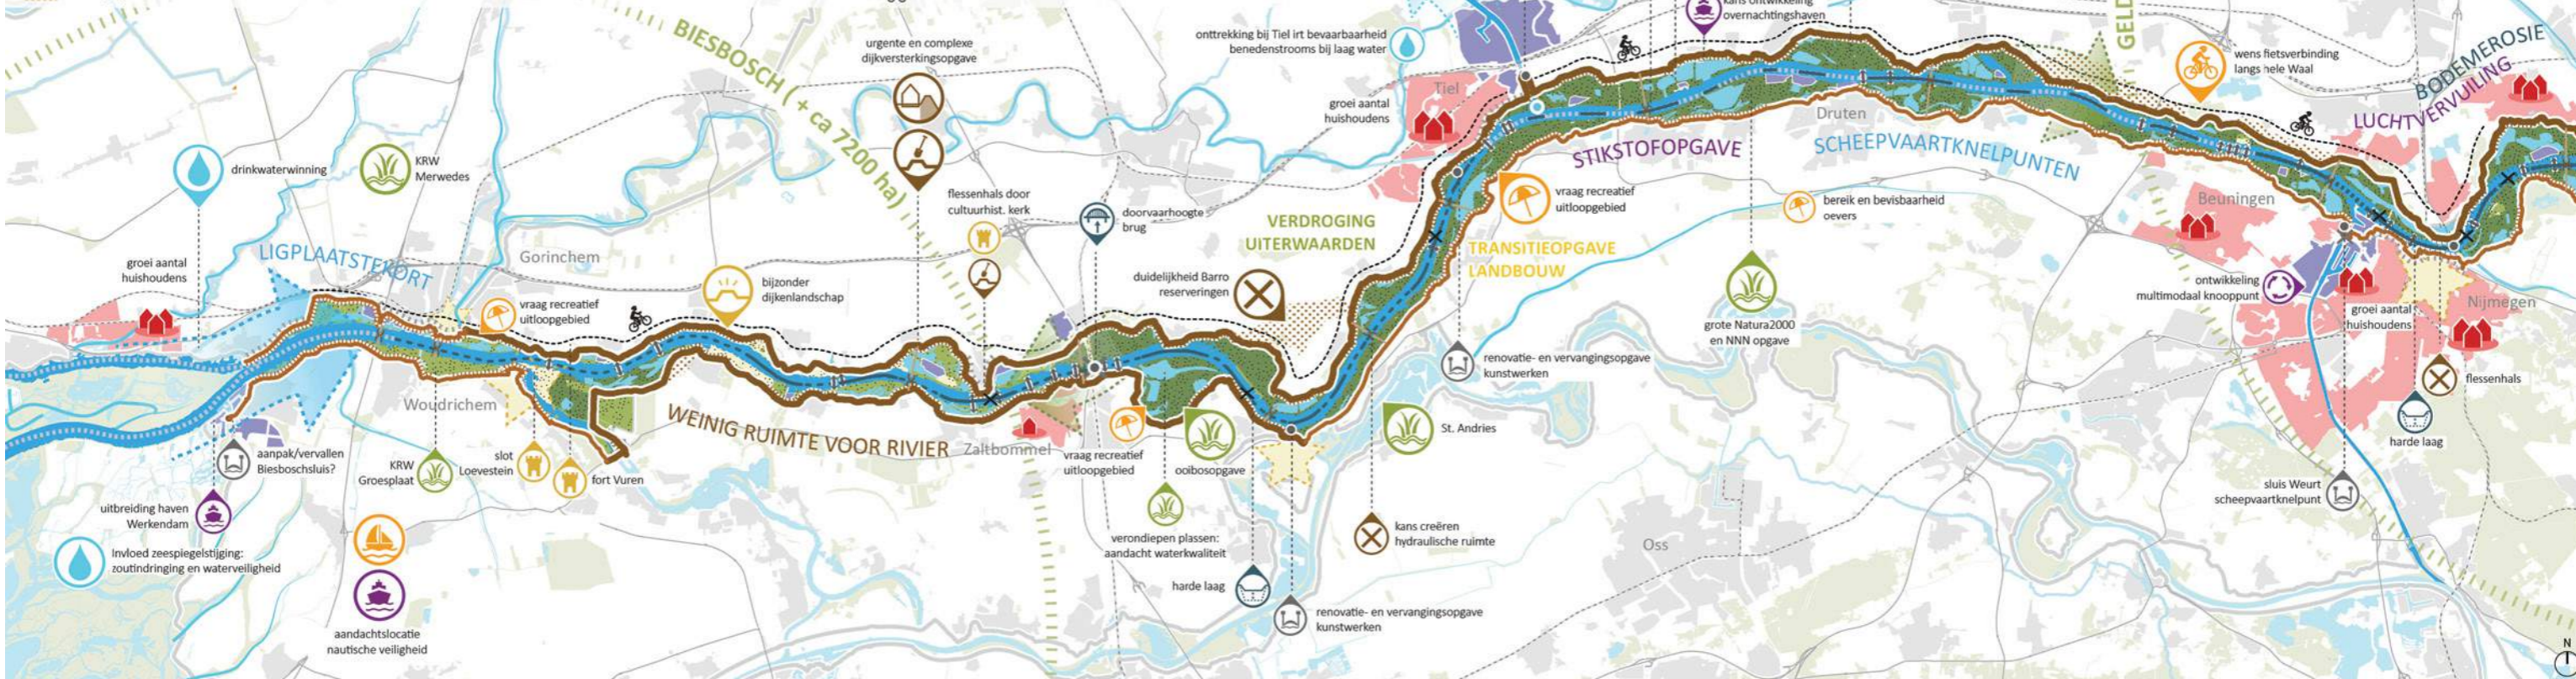 BIESBOSCH ( + ca 7200 ha)
urgente en complexe
dijkversterkingsopgave
onttrekking bij Tiel irt bevaarbaarheid
benedenstrooms bij laag water
kans ontwikkeling
overnachtingshaven
GELD
wens fietsverbinding
langs hele Waal
BODEMEROSIE
LUCHTVERVUILING
groei aantal
huishoudens
Tiel
Druten
STIKSTOFOPGAVE
SCHEEPVAARTKNELPUNTEN
drinkwaterwinning
KRW
Merwedes
flessenhals door
cultuurhist. kerk
doorvaarhoogte
brug
VERDROGING
UITERWAARDEN
vraag recreatief
uitloopgebied
bereik en bevisbaarheid
oevers
Beuningen
TRANSITIEOPGAVE
LANDBOUW
groei aantal
huishoudens
LIGPLAATSTEKORT
Gorinchem
vraag recreatief
uitloopgebied
bijzonder
dijkenlandschap
duidelijkheid Barro
reserveringen
ontwikkeling
multimodaal knooppunt
Nijmegen
groei aantal
huishoudens
grote Natura2000
en NNN opgave
renovatie- en vervangingsopgave
kunstwerken
flessenhals
Woudrichem
WEINIG RUIMTE VOOR RIVIER
Zaltbommel
vraag recreatief
uitloopgebied
ooibosopgave
St. Andries
harde laag
aanpak/vervallen
Biesboschsluis?
KRW
Groesplaat
slot
Loevestein
fort Vuren
uitbreiding haven
Werkendam
sluis Weurt
scheepvaartknelpunt
Invloed zeespiegelstijging:
zoutindringing en waterveiligheid
verondiepen plassen:
aandacht waterkwaliteit
kans creëren
hydraulische ruimte
Oss
harde laag
renovatie- en vervangingsopgave
kunstwerken
aandachtslocatie
nautische veiligheid
N